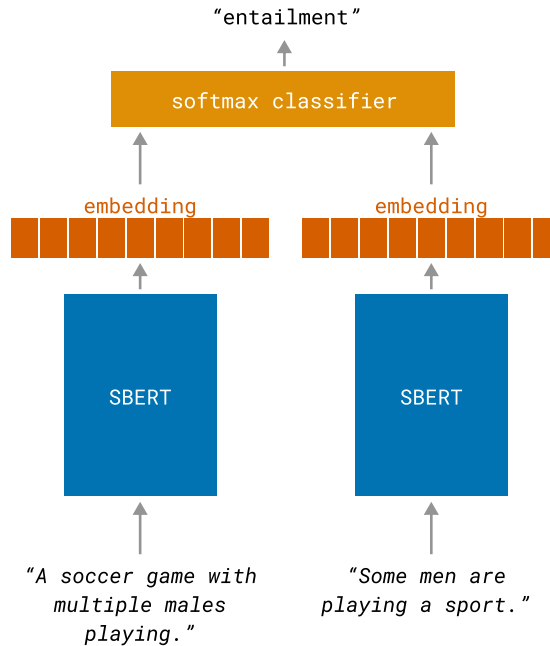 “entailment”
softmax classifier
embedding
embedding
SBERT
SBERT
“A soccer game with
multiple males
playing.”
“Some men are
playing a sport.”